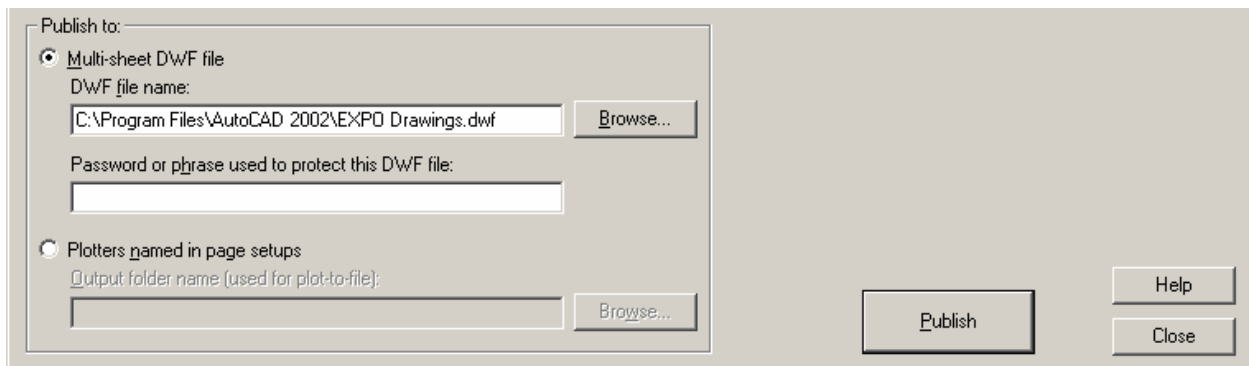 Publish to:
Multi-sheet DWF file
DWF file name:
C:\Program Files\AutoCAD 2002\EXPO Drawings.dwf
Browse...
Password or phrase used to protect this DWF file:
Plotters named in page setups
Output folder name (used for plot-to-file):
Browse...
Publish
Help
Close